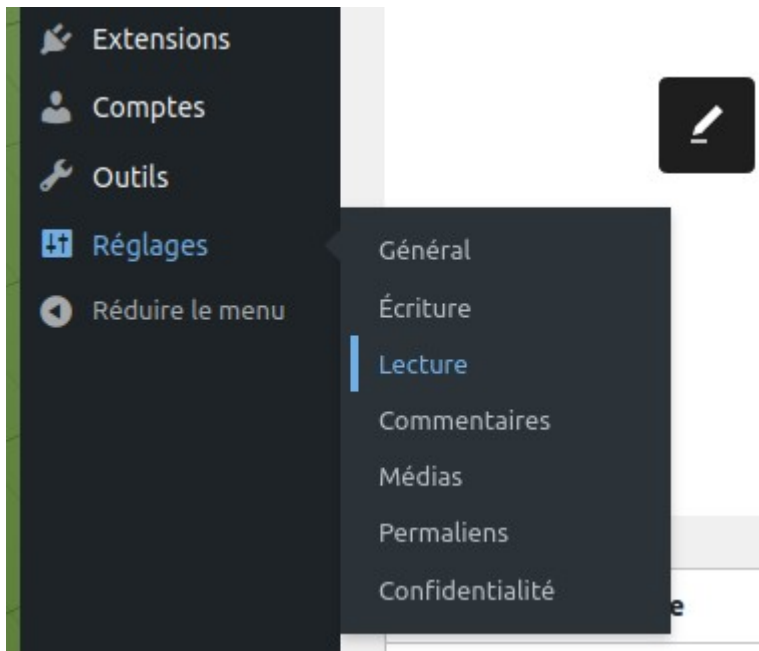 Extensions
Comptes
Outils
Réglages
Réduire le menu
Général
Écriture
Lecture
Commentaires
Médias
Permaliens
Confidentialité
e